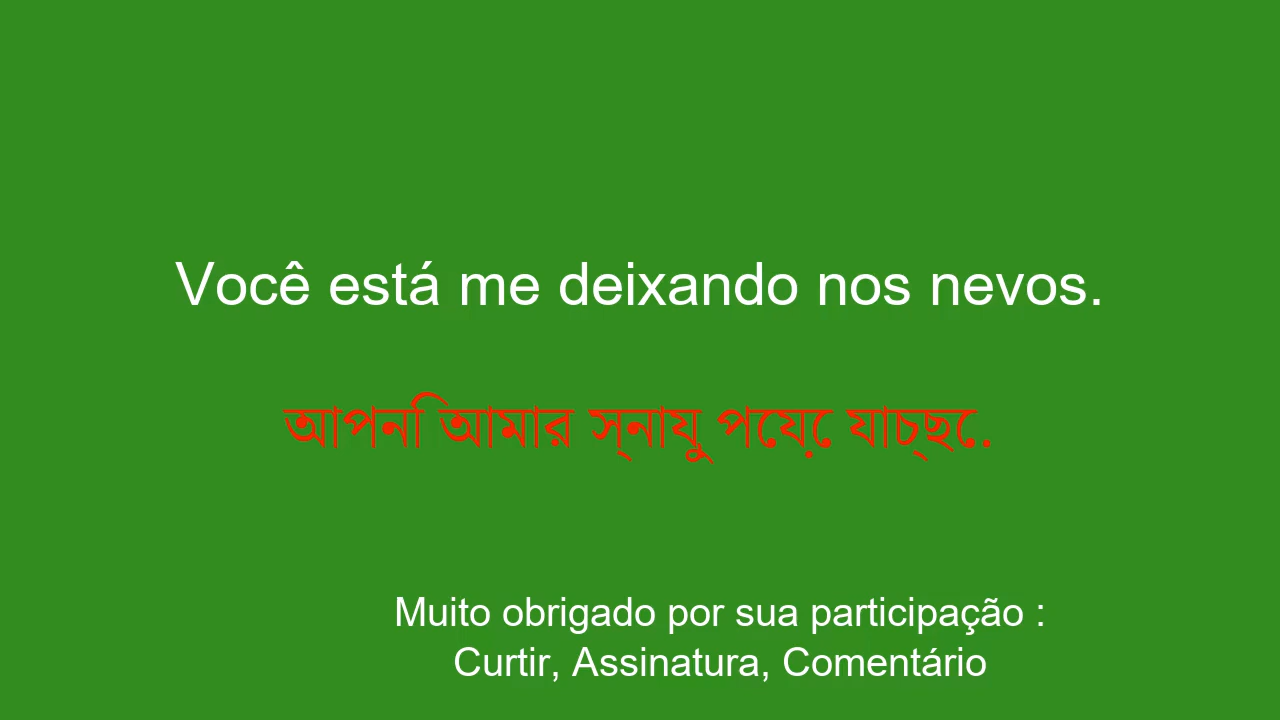 Você está me deixando nos nevos.
আপনি আমার স্নায়ু পেয়ে যাচ্ছে.
Muito obrigado por sua participação :
Curtir, Assinatura, Comentário